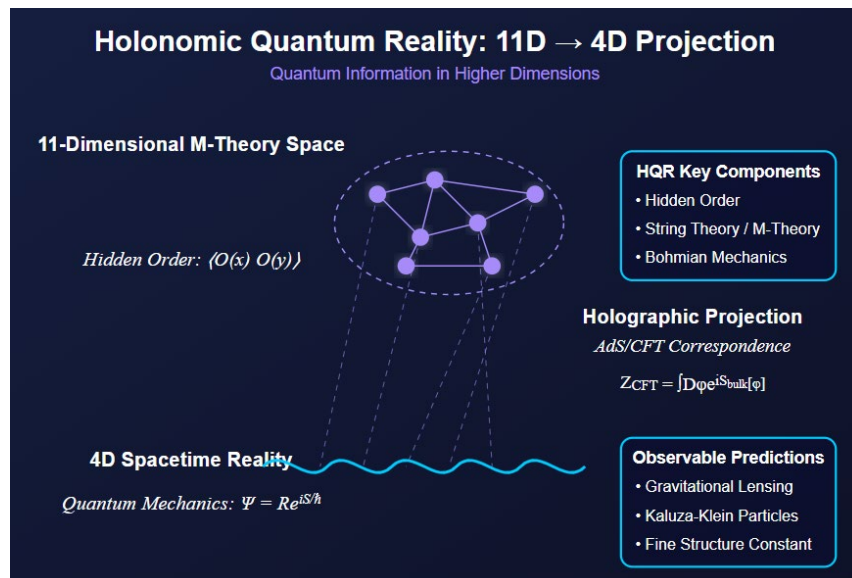 Holonomic Quantum Reality: 11D → 4D Projection
Quantum Information in Higher Dimensions
11-Dimensional M-Theory Space
Hidden Order: ⟨O(x) O(y)⟩
HQR Key Components
• Hidden Order
• String Theory / M-Theory
• Bohmian Mechanics
Holographic Projection
AdS/CFT Correspondence
Z_CFT = ∫Dφe^{iS_bulk[φ]}
4D Spacetime Reality
Quantum Mechanics: Ψ = Re^{iS/ħ}
Observable Predictions
• Gravitational Lensing
• Kaluza-Klein Particles
• Fine Structure Constant